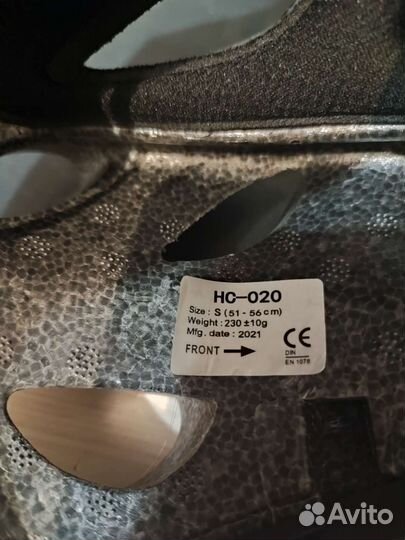 HC-020
Size : S (51 - 56 cm)
Weight : 230 ±10g
Mfg. date : 2021
FRONT → CE
DIN
EN 1078
Avito